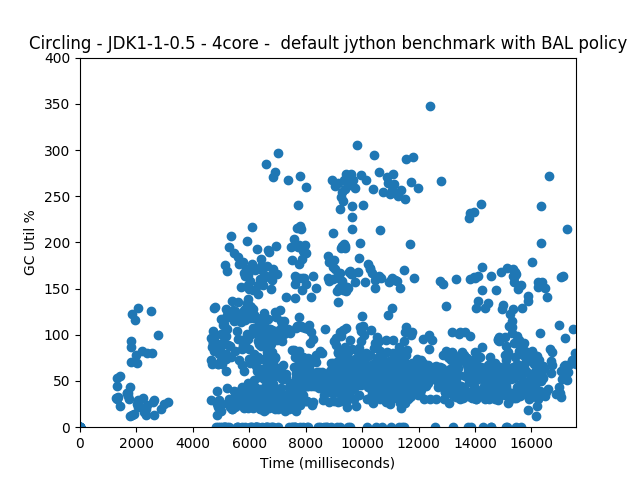 Circling - JDK1-1-0.5 - 4core -  default jython benchmark with BAL policy
400
350
300
250
200
150
100
50
0
GC Util %
0 2000 4000 6000 8000 10000 12000 14000 16000
Time (milliseconds)